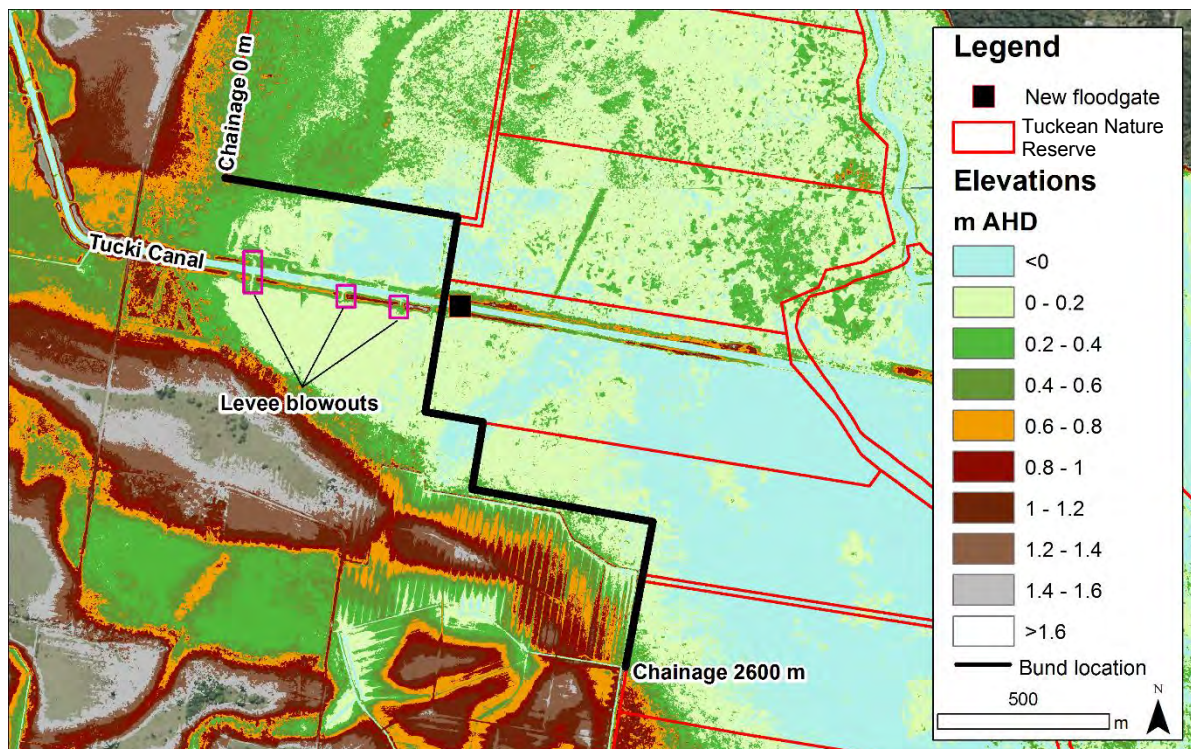 Chainage 0 m
Tucki Canal
Levee blowouts
Chainage 2600 m
Legend
New floodgate
Tuckean Nature
Reserve
Elevations
m AHD
<0
0 - 0.2
0.2 - 0.4
0.4 - 0.6
0.6 - 0.8
0.8 - 1
1 - 1.2
1.2 - 1.4
1.4 - 1.6
>1.6
Bund location
500
m
N